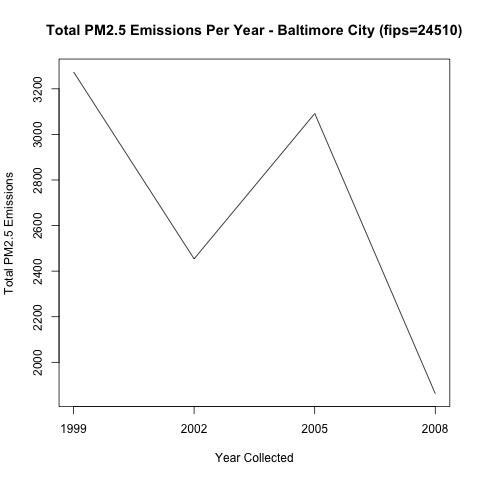 Total PM2.5 Emissions Per Year - Baltimore City (fips=24510)
Total PM2.5 Emissions
3200
3000
2800
2600
2400
2200
2000
1999 2002 2005 2008
Year Collected